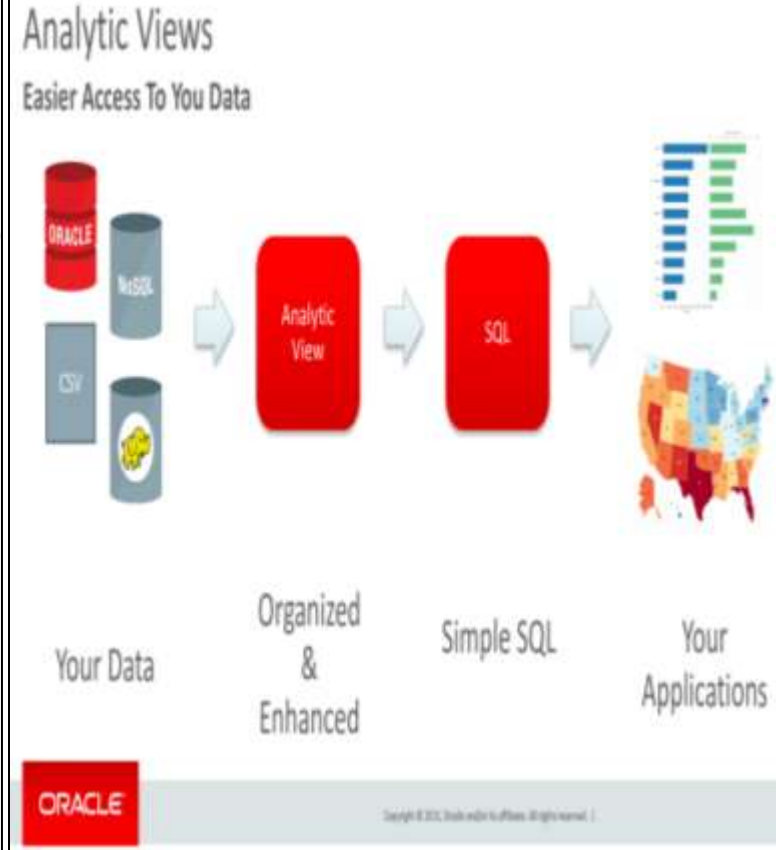 Analytic Views
Easier Access To You Data
ORACLE
NoSQL
CSV
Analytic
View
SQL
Your Data
Organized
&
Enhanced
Simple SQL
Your
Applications
ORACLE